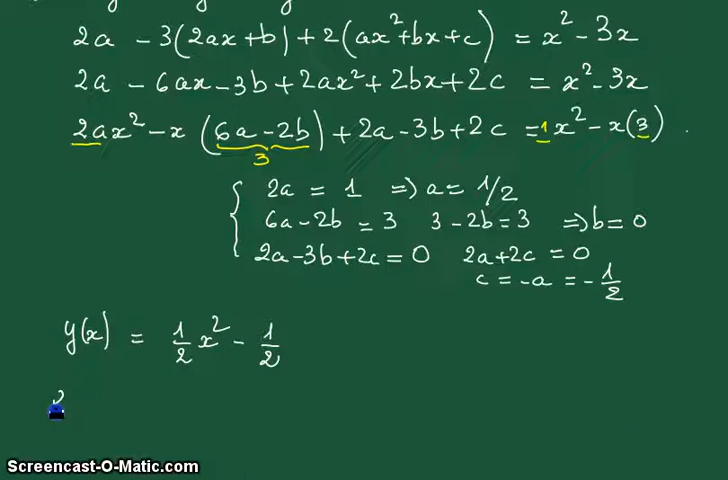 2a - 3(2ax+b) + 2(ax²+bx+c) = x² - 3x
2a - 6ax - 3b + 2ax² + 2bx + 2c = x² - 3x
2ax² - x (6a - 2b) + 2a - 3b + 2c = 1x² - x(3)
3
2a = 1 => a = 1/2
6a - 2b = 3 3 - 2b = 3 => b = 0
2a - 3b + 2c = 0 2a + 2c = 0
c = -a = - 1/2
y(x) = 1/2 x² - 1/2
Screencast-O-Matic.com